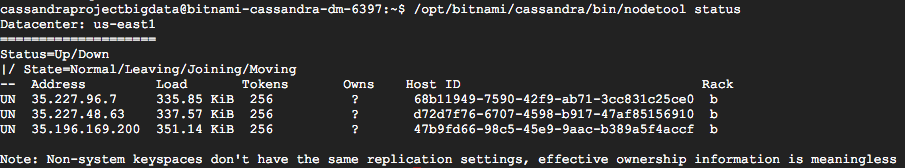 cassandraprojectbigdata@bitnami-cassandra-dm-6397:~$ /opt/bitnami/cassandra/bin/nodetool status
Datacenter: us-east1
====================
Status=Up/Down
|/ State=Normal/Leaving/Joining/Moving
--  Address         Load        Tokens       Owns    Host ID                               Rack
UN  35.227.96.7     335.85 KiB  256          ?       68b11949-7590-42f9-ab71-3cc831c25ce0  b
UN  35.227.48.63    337.57 KiB  256          ?       d72d7f76-6707-4598-b917-47af85156910  b
UN  35.196.169.200  351.14 KiB  256          ?       47b9fd66-98c5-45e9-9aac-b389a5f4accf  b

Note: Non-system keyspaces don't have the same replication settings, effective ownership information is meaningless